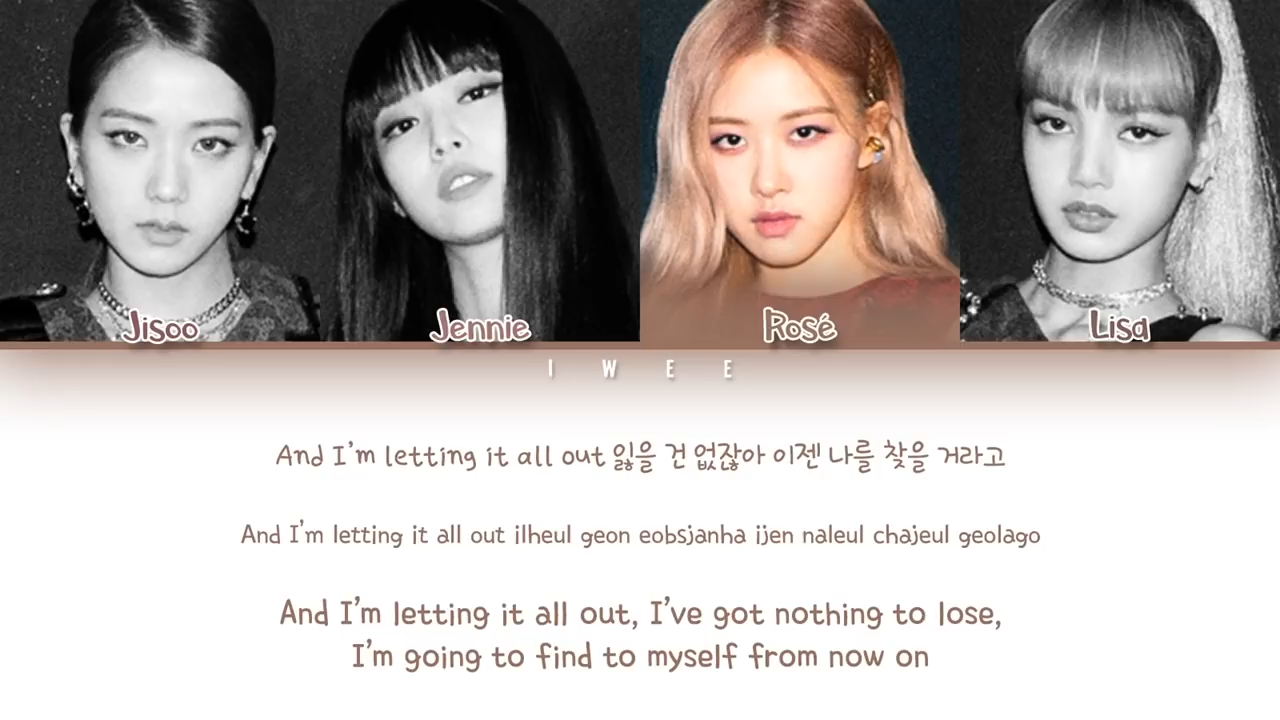 Jisoo Jennie Rosé Lisa
I W E E
And I'm letting it all out 잃을 건 없잖아 이젠 나를 찾을 거라고
And I'm letting it all out ilheul geon eobsjanha ijen naleul chajeul geolago
And I'm letting it all out, I've got nothing to lose,
I'm going to find to myself from now on